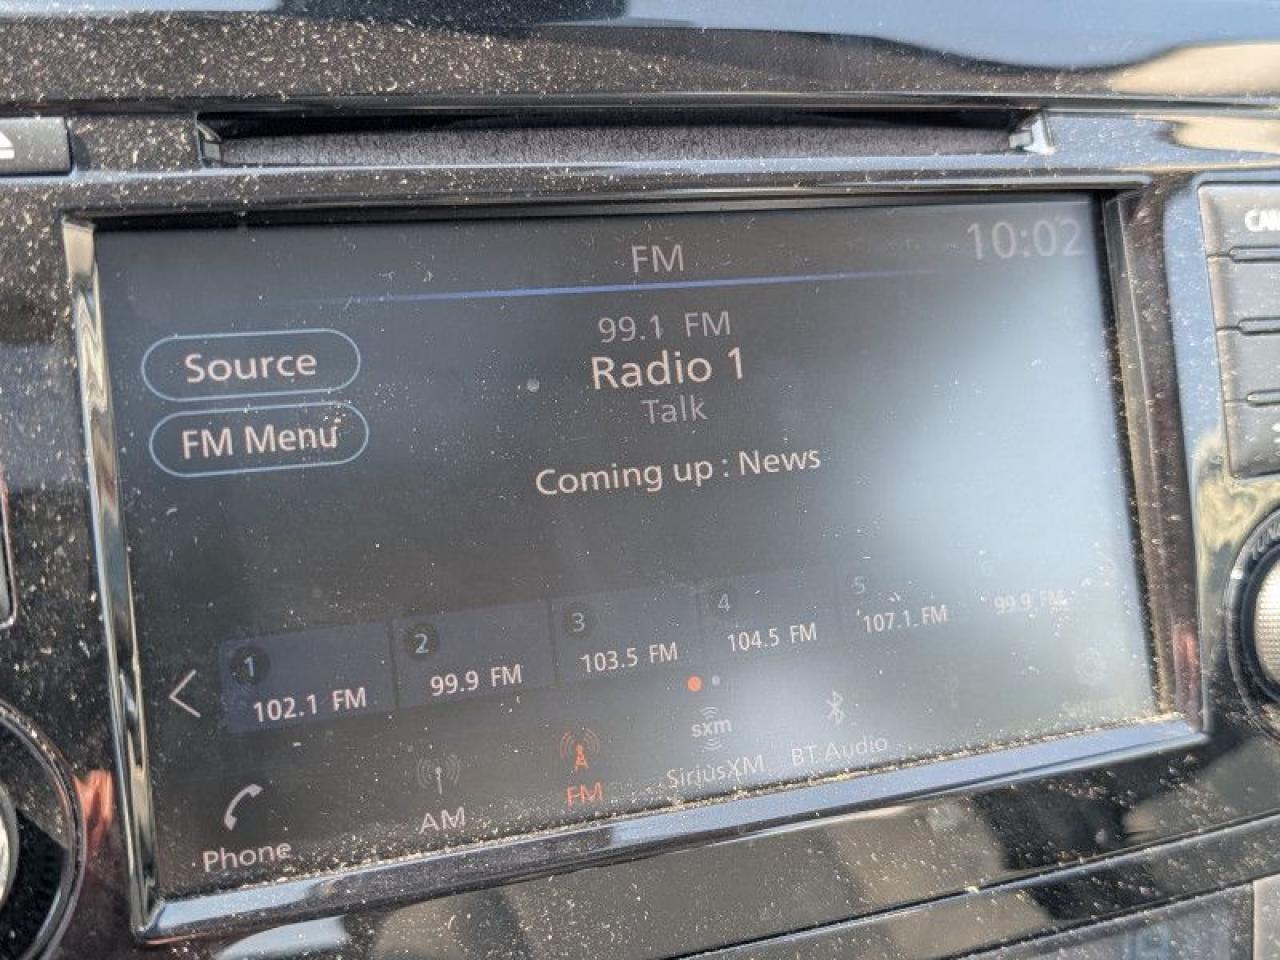 FM
10:02
99.1 FM
Radio 1
Talk
Source
FM Menu
Coming up : News
1
102.1 FM
2
99.9 FM
3
103.5 FM
4
104.5 FM
5
107.1 FM
99.9 FM
Phone
AM
FM
sxm
SiriusXM
BT Audio